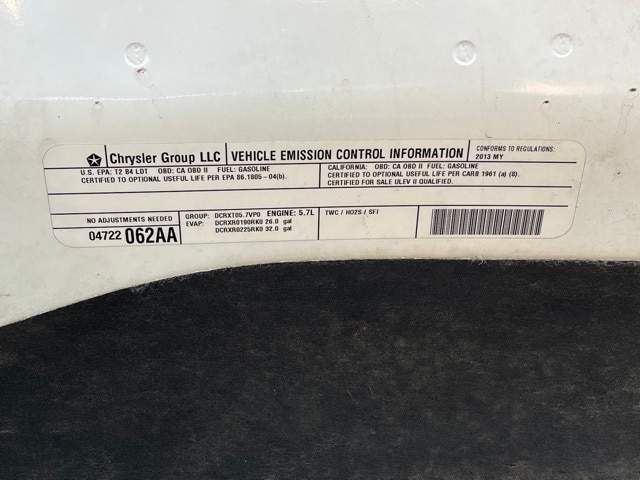 Chrysler Group LLC VEHICLE EMISSION CONTROL INFORMATION CONFORMS TO REGULATIONS:
2013 MY
U.S. EPA: T2 B4 LDT OBD: CA OBD II FUEL: GASOLINE
CERTIFIED TO OPTIONAL USEFUL LIFE PER EPA 86.1805-04(b).
CALIFORNIA: OBD: CA OBD II FUEL: GASOLINE
CERTIFIED TO OPTIONAL USEFUL LIFE PER CARB 1961 (a) (8).
CERTIFIED FOR SALE ULEV II QUALIFIED.
NO ADJUSTMENTS NEEDED
04722 062AA
GROUP: DCRXT05.7VP0 ENGINE: 5.7L
EVAP: DCRXR0190RK0 26.0 gal
DCRXR0225RK0 32.0 gal
TWC / HO2S / SFI